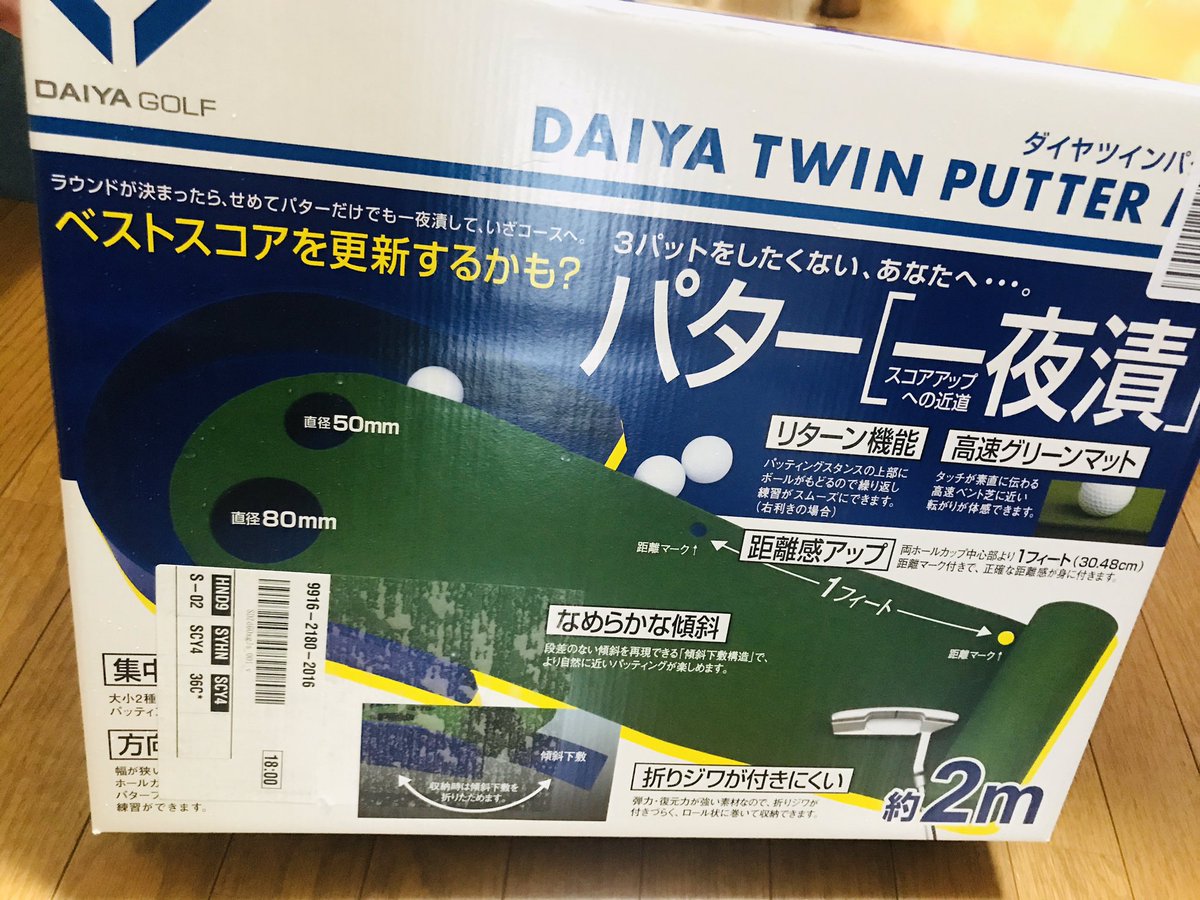 DAIYA GOLF
DAIYA TWIN PUTTER
ダイヤツインパ
ラウンドが決まったら、せめてパターだけでも一夜漬して、いざコースへ。
ベストスコアを更新するかも?
3パットをしたくない、あなたへ・・・。
パター[一夜漬]
スコアアップ
への近道
直径50mm
直径80mm
リターン機能
パッティングスタンスの上部に
ボールがもどるので繰り返し
練習がスムーズにできます。
(右利きの場合)
高速グリーンマット
タッチが素直に伝わる
高速ベント芝に近い
転がりが体感できます。
距離マーク↑
距離感アップ
両ホールカップ中心部より1フィート(30.48cm)
距離マーク付きで、正確な距離感が身に付きます。
1フィート
距離マーク↑
なめらかな傾斜
段差のない傾斜を再現できる「傾斜下敷構造」で、
より自然に近いパッティングが楽しめます。
傾斜下敷
収納時は傾斜下敷を
折りたためます。
折りジワが付きにくい
弾力・復元力が強い素材なので、折りジワが
付きづらく、ロール状に巻いて収納できます。
約2m
集中
大小2種
パッティ
方向
幅が狭い
ホールカ
パターフ
練習ができます。
9916-2180-2016
HND9 SYHN SCY4
S-02 SCY4 36C*
18:00